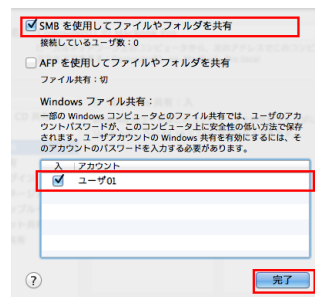 SMB を使用してファイルやフォルダを共有
接続しているユーザ数：0
AFP を使用してファイルやフォルダを共有
ファイル共有：切
Windows ファイル共有：
一部の Windows コンピュータとのファイル共有では、ユーザのアカ
ウントパスワードが、このコンピュータ上に安全性の低い方法で保存
されます。ユーザアカウントの Windows 共有を有効にするには、そ
のアカウントのパスワードを入力する必要があります。
入 アカウント
ユーザ01
? 完了